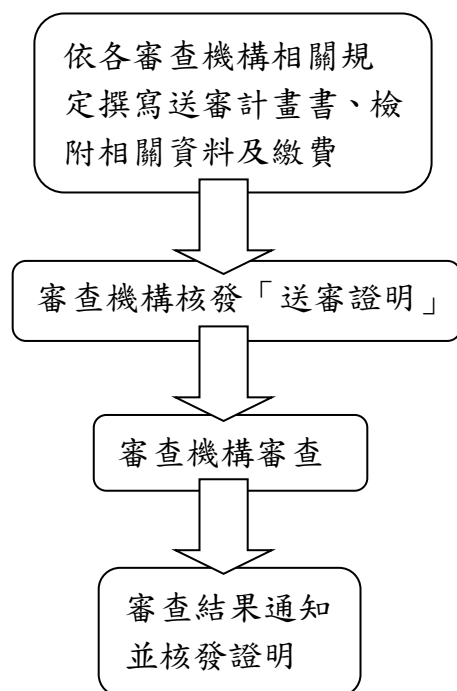 依各審查機構相關規
定撰寫送審計畫書、檢
附相關資料及繳費
審查機構核發「送審證明」
審查機構審查
審查結果通知
並核發證明